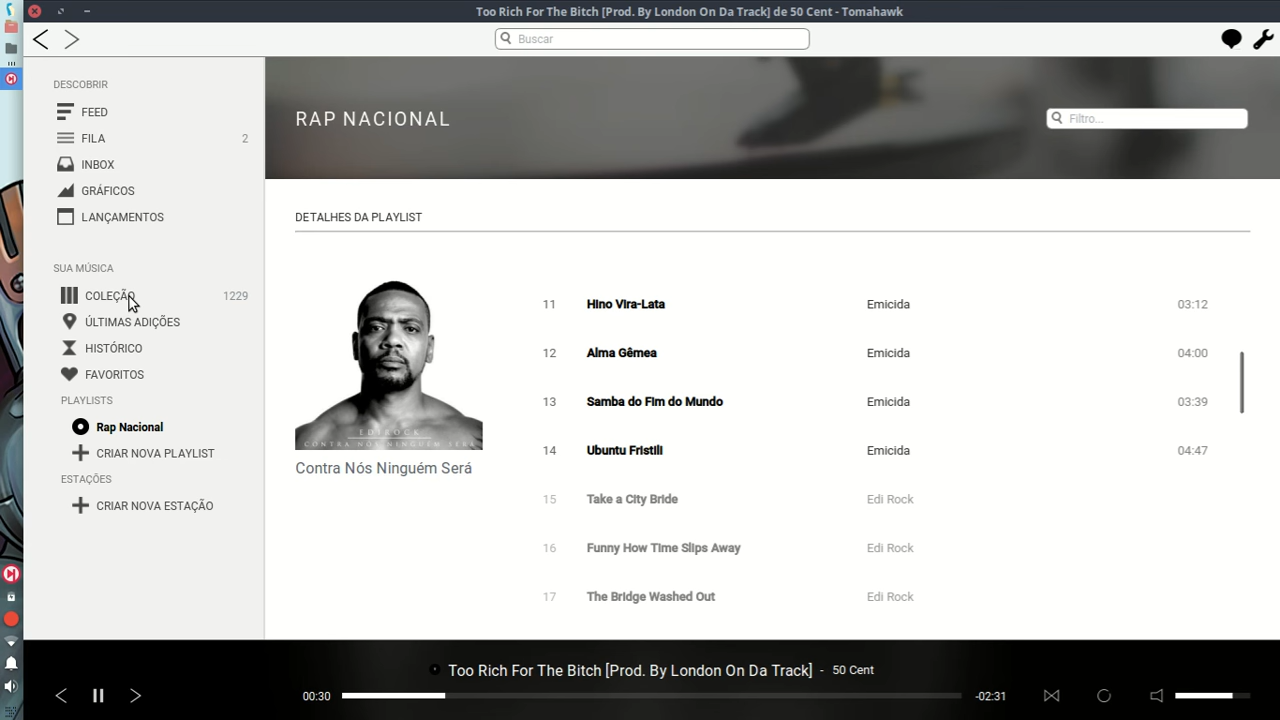 Too Rich For The Bitch [Prod. By London On Da Track] de 50 Cent - Tomahawk
Buscar
DESCOBRIR
FEED
FILA 2
INBOX
GRÁFICOS
LANÇAMENTOS
SUA MÚSICA
COLEÇÃO 1229
ÚLTIMAS ADIÇÕES
HISTÓRICO
FAVORITOS
PLAYLISTS
Rap Nacional
CRIAR NOVA PLAYLIST
ESTAÇÕES
CRIAR NOVA ESTAÇÃO
RAP NACIONAL
Filtro...
DETALHES DA PLAYLIST
EDI ROCK
CONTRA NÓS NINGUÉM SERÁ
Contra Nós Ninguém Será
11 Hino Vira-Lata Emicida 03:12
12 Alma Gêmea Emicida 04:00
13 Samba do Fim do Mundo Emicida 03:39
14 Ubuntu Fristili Emicida 04:47
15 Take a City Bride Edi Rock
16 Funny How Time Slips Away Edi Rock
17 The Bridge Washed Out Edi Rock
Too Rich For The Bitch [Prod. By London On Da Track] - 50 Cent
00:30 -02:31